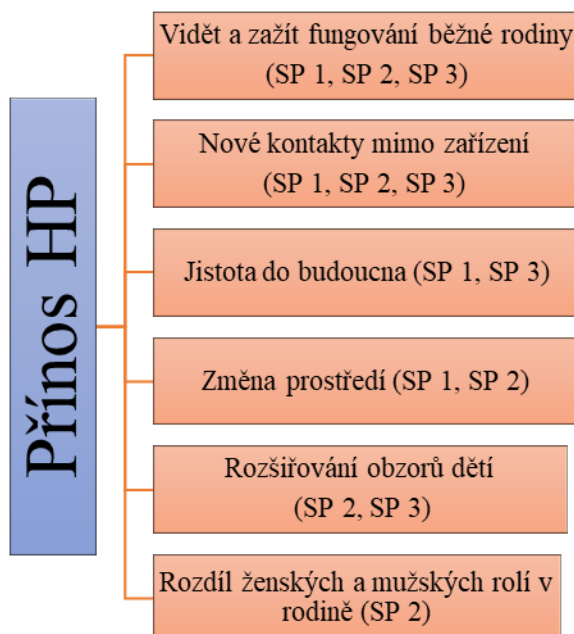 Přínos HP
Vidět a zažít fungování běžné rodiny
(SP 1, SP 2, SP 3)
Nové kontakty mimo zařízení
(SP 1, SP 2, SP 3)
Jistota do budoucna (SP 1, SP 3)
Změna prostředí (SP 1, SP 2)
Rozšiřování obzorů dětí
(SP 2, SP 3)
Rozdíl ženských a mužských rolí v
rodině (SP 2)